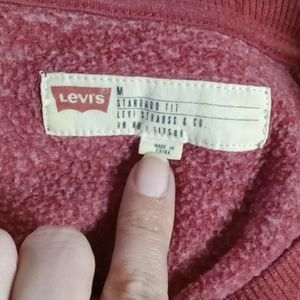 LEVI'S
M
STANDARD FIT
LEVI STRAUSS & CO.
MADE IN
CHINA